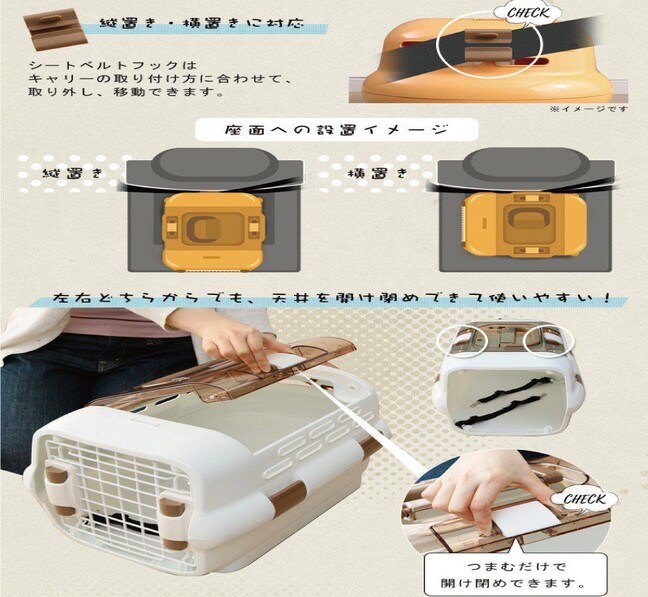 縦置き・横置きに対応
CHECK
シートベルトフックは
キャリーの取り付け方に合わせて、
取り外し、移動できます。
※イメージです
座面への設置イメージ
縦置き
横置き
左右どちらからでも、天井を開け閉めできて使いやすい！
CHECK
つまむだけで
開け閉めできます。